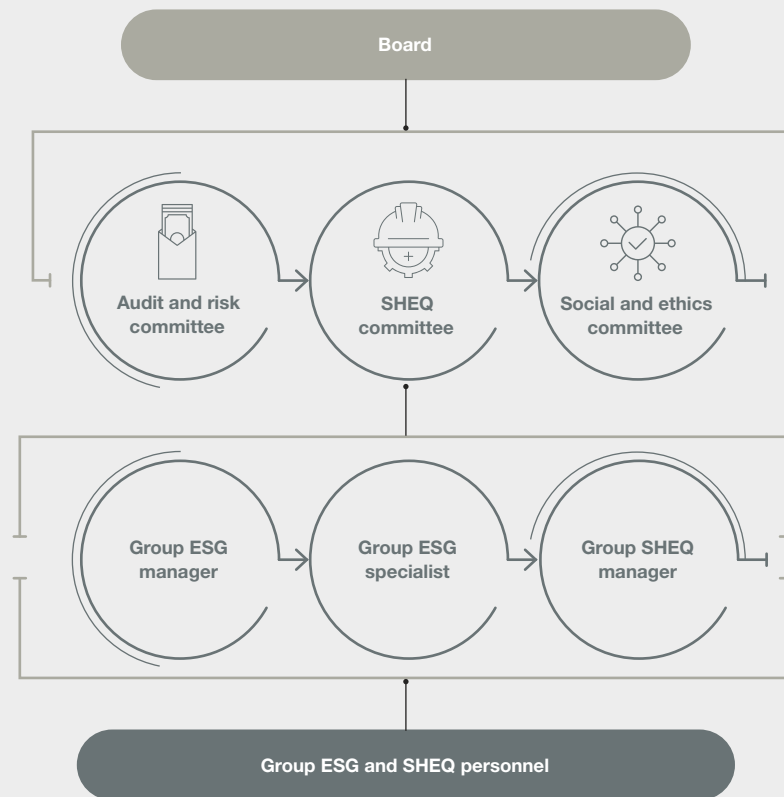 Board
Audit and risk
committee
SHEQ
committee
Social and ethics
committee
Group ESG
manager
Group ESG
specialist
Group SHEQ
manager
Group ESG and SHEQ personnel